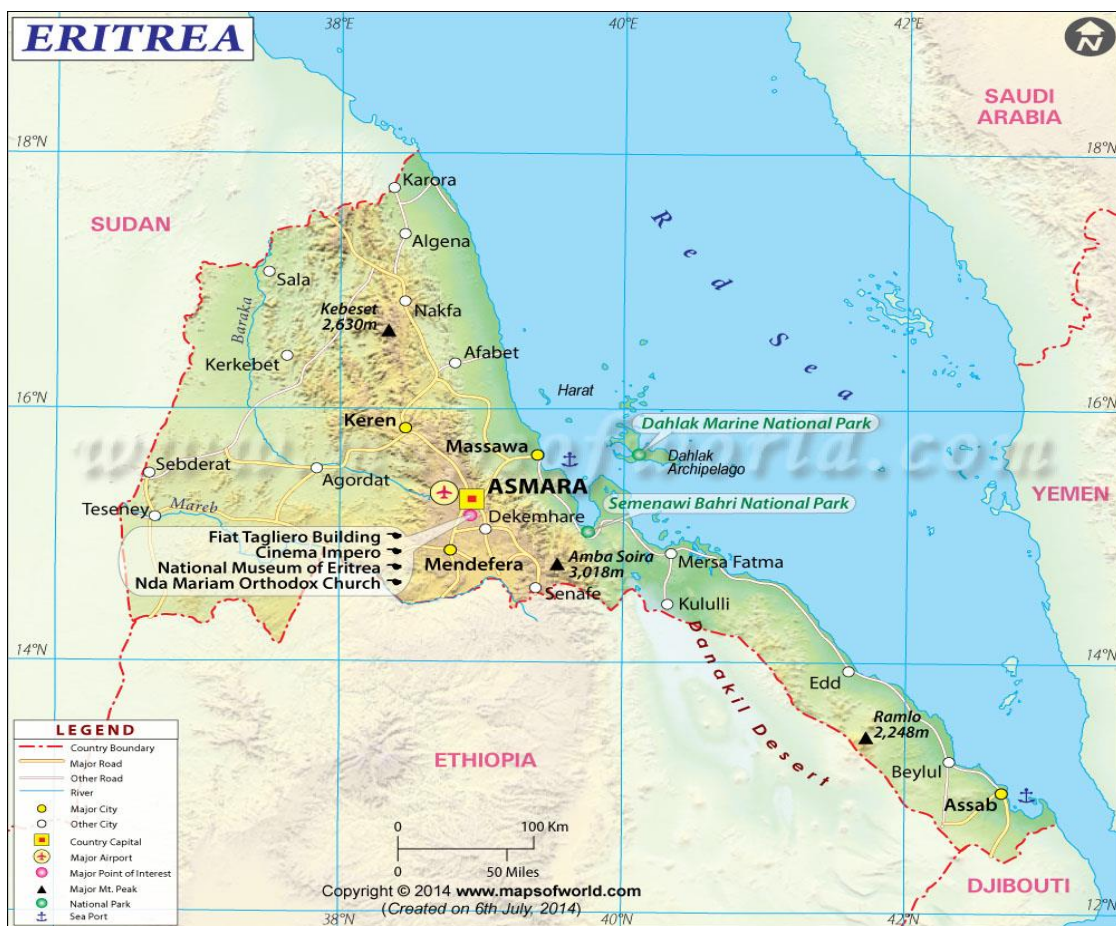 ERITREA
38°E
40°E
42°E
N
SAUDI
ARABIA
18°N
18°N
Karora
SUDAN
Algena
Red Sea
Sala
Baraka
Kebeset
2,630m
Nakfa
Kerkebet
Afabet
Harat
16°N
16°N
Keren
Dahlak Marine National Park
Massawa
Dahlak
Archipelago
Sebderat
Agordat
ASMARA
YEMEN
Teseney
Mareb
Semenawi Bahri National Park
Dekemhare
Fiat Tagliero Building
Cinema Impero
National Museum of Eritrea
Nda Mariam Orthodox Church
Mendefera
Amba Soira
3,018m
Mersa Fatma
Senafe
Kululli
14°N
14°N
Danakil Desert
Edd
Ramlo
2,248m
Beylul
Assab
ETHIOPIA
DJIBOUTI
LEGEND
Country Boundary
Major Road
Other Road
River
Major City
Other City
Country Capital
Major Airport
Major Point of Interest
Major Mt. Peak
National Park
Sea Port
0 100 Km
0 50 Miles
Copyright © 2014 www.mapsofworld.com
(Created on 6th July, 2014)
38°E
40°E
42°E
12°N